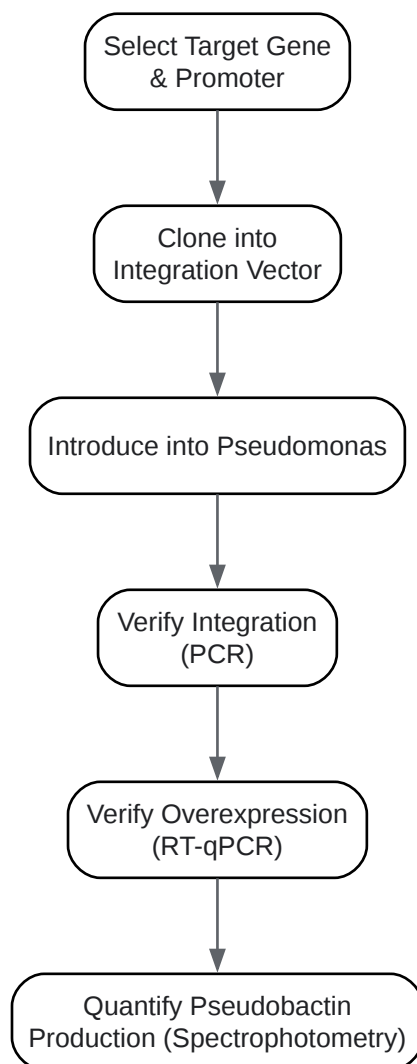 Select Target Gene
& Promoter
Clone into
Integration Vector
Introduce into Pseudomonas
Verify Integration
(PCR)
Verify Overexpression
(RT-qPCR)
Quantify Pseudobactin
Production (Spectrophotometry)